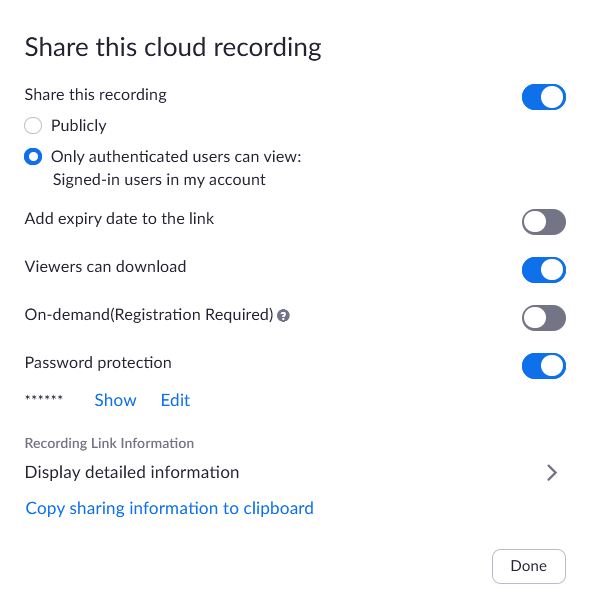 Share this cloud recording
Share this recording
Publicly
Only authenticated users can view:
Signed-in users in my account
Add expiry date to the link
Viewers can download
On-demand(Registration Required) ?
Password protection
****** Show Edit
Recording Link Information
Display detailed information
Copy sharing information to clipboard
Done